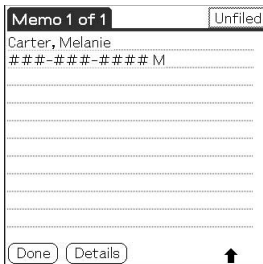 Memo 1 of 1
Unfiled
Carter, Melanie
###-###-#### M
Done
Details